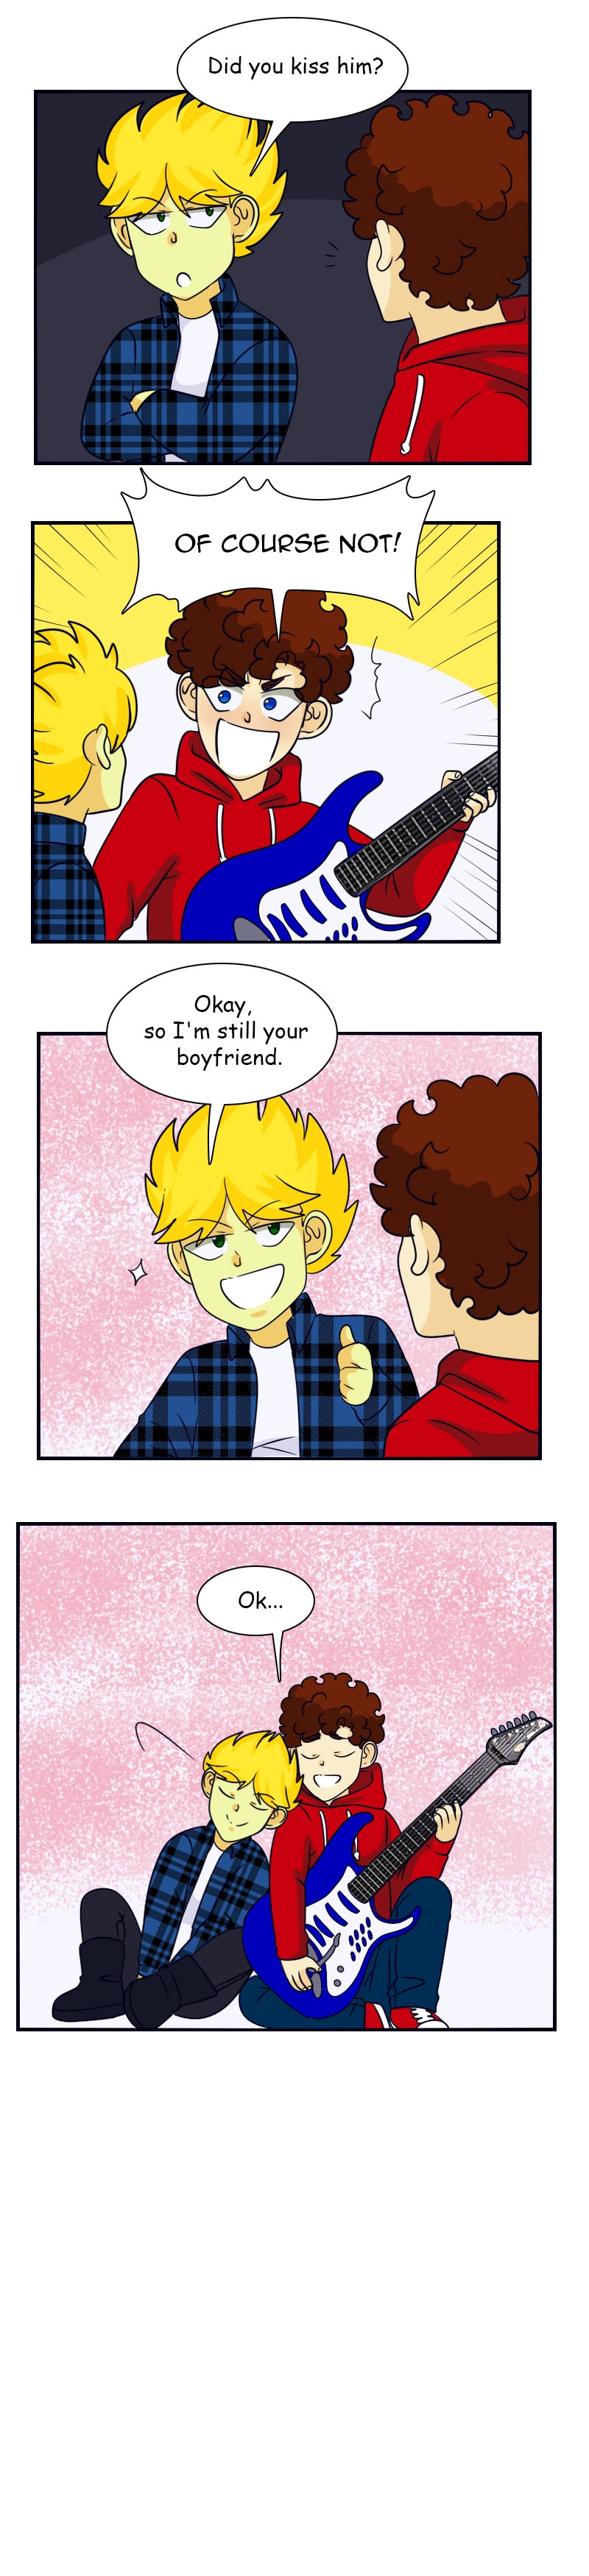 Did you kiss him?
OF COURSE NOT!
Okay,
so I'm still your
boyfriend.
Ok...